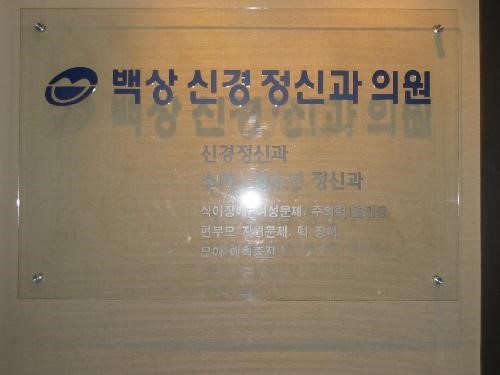 백상 신경정신과의원
신경정신과
정신과
식이장애, 여성문제, 주의력
편부모 자녀문제, 틱 장애,
모아 애착증진